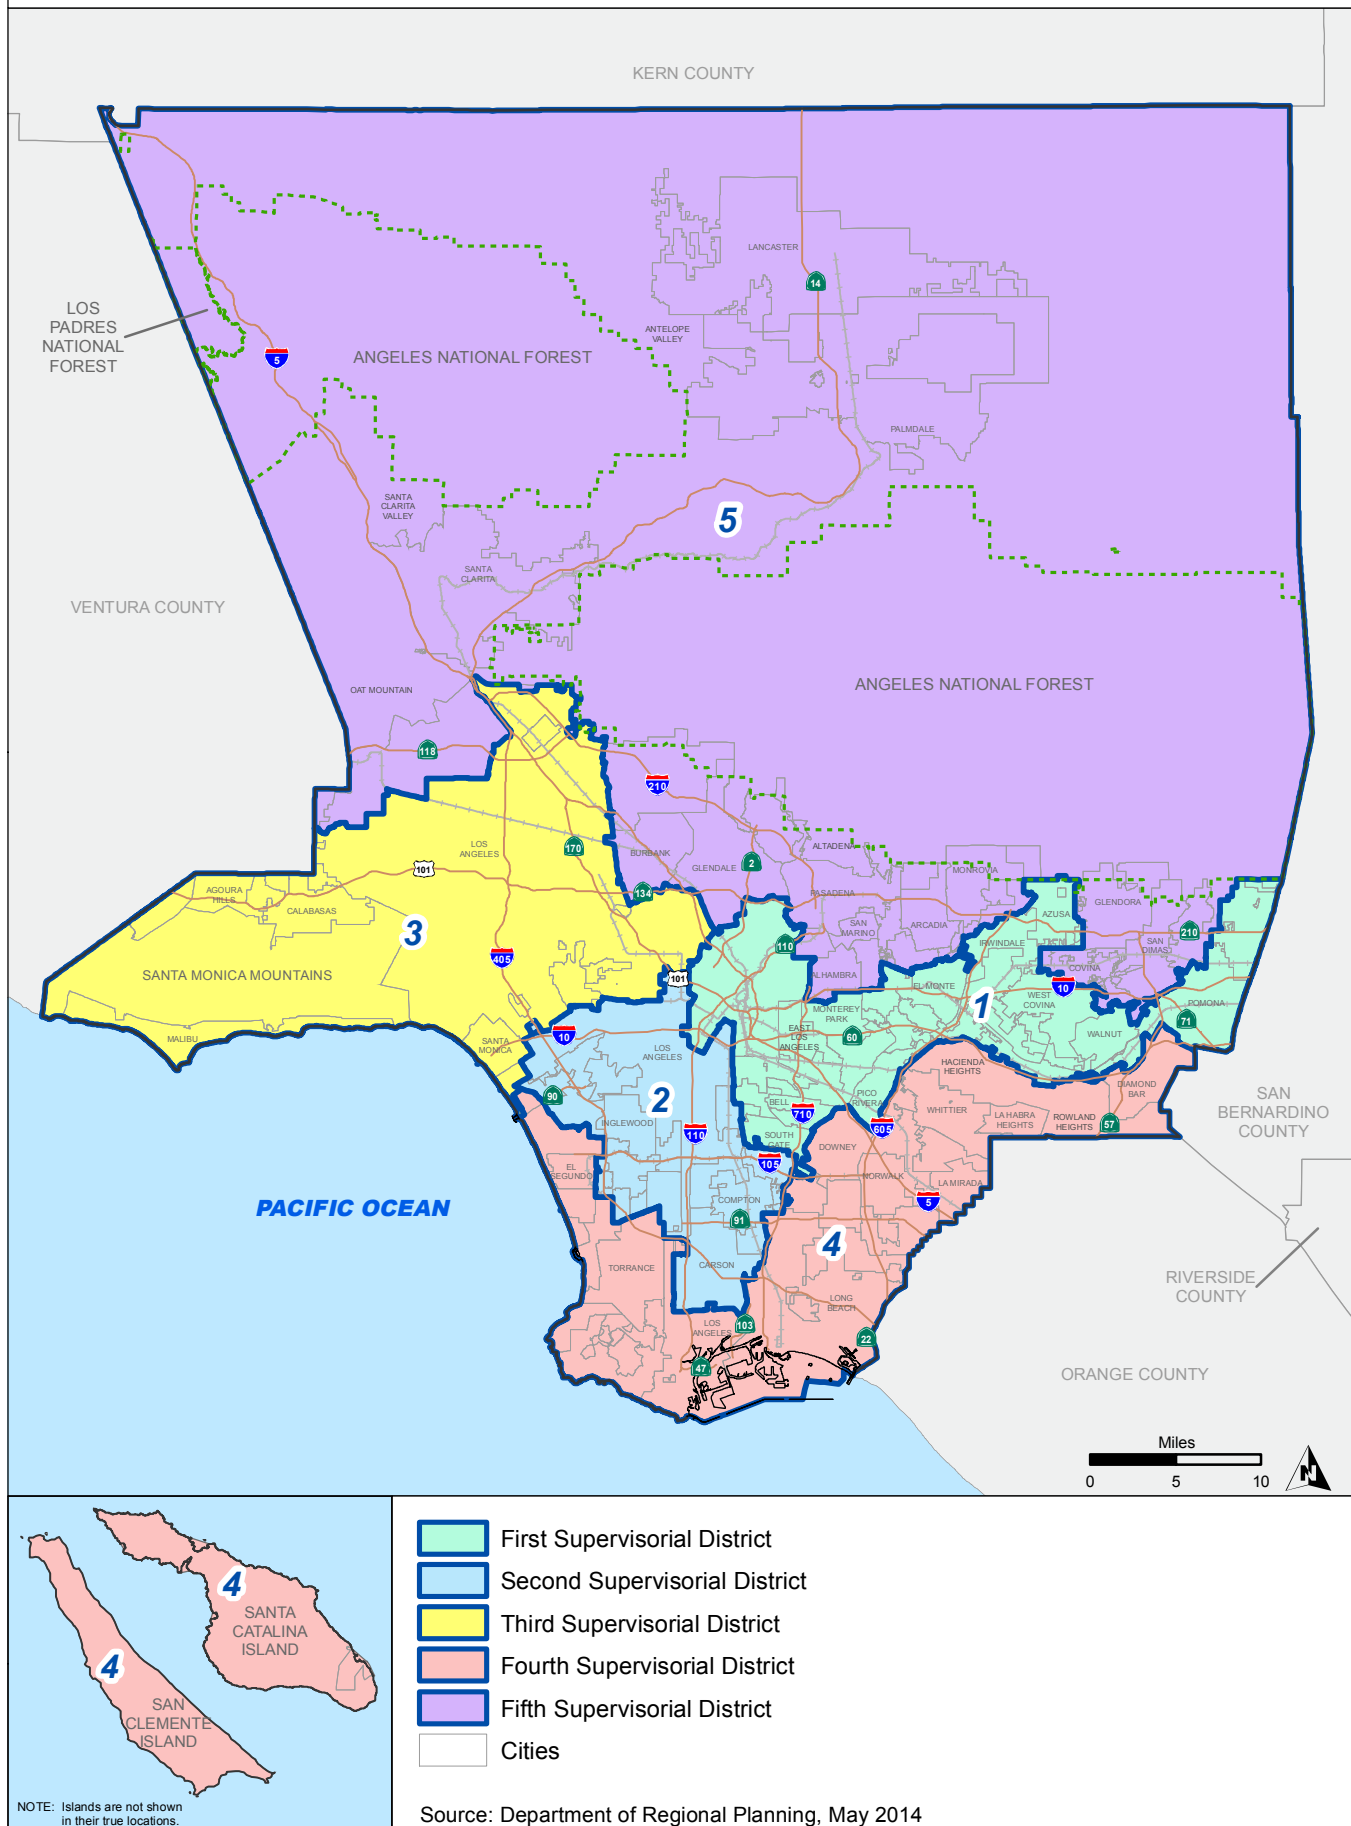 KERN COUNTY
LANCASTER
14
LOS
PADRES
NATIONAL
FOREST
ANTELOPE
VALLEY
5
ANGELES NATIONAL FOREST
PALMDALE
SANTA
CLARITA
VALLEY
5
SANTA
CLARITA
VENTURA COUNTY
OAT MOUNTAIN
ANGELES NATIONAL FOREST
118
210
LOS
ANGELES
170
BURBANK
ALTADENA
101
GLENDALE
2
MONROVIA
AGOURA
HILLS
134
PASADENA
GLENDORA
CALABASAS
AZUSA
SAN
MARINO
ARCADIA
210
3
110
IRWINDALE
SAN
DIMAS
405
SANTA MONICA MOUNTAINS
101
ALHAMBRA
COVINA
EL MONTE
10
1
WEST
COVINA
POMONA
MONTEREY
PARK
71
MALIBU
SANTA
MONICA
10
EAST
LOS
ANGELES
60
WALNUT
LOS
ANGELES
HACIENDA
HEIGHTS
DIAMOND
BAR
SAN
BERNARDINO
COUNTY
90
2
BELL
PICO
RIVERA
WHITTIER
LA HABRA
HEIGHTS
ROWLAND
HEIGHTS
57
INGLEWOOD
710
110
605
SOUTH
GATE
DOWNEY
105
EL
SEGUNDO
NORWALK
LA MIRADA
PACIFIC OCEAN
COMPTON
5
91
4
TORRANCE
CARSON
RIVERSIDE
COUNTY
LONG
BEACH
LOS
ANGELES
103
22
47
ORANGE COUNTY
Miles
0 5 10
N
4
SANTA
CATALINA
ISLAND
4
SAN
CLEMENTE
ISLAND
NOTE: Islands are not shown
in their true locations.
First Supervisorial District
Second Supervisorial District
Third Supervisorial District
Fourth Supervisorial District
Fifth Supervisorial District
Cities
Source: Department of Regional Planning, May 2014